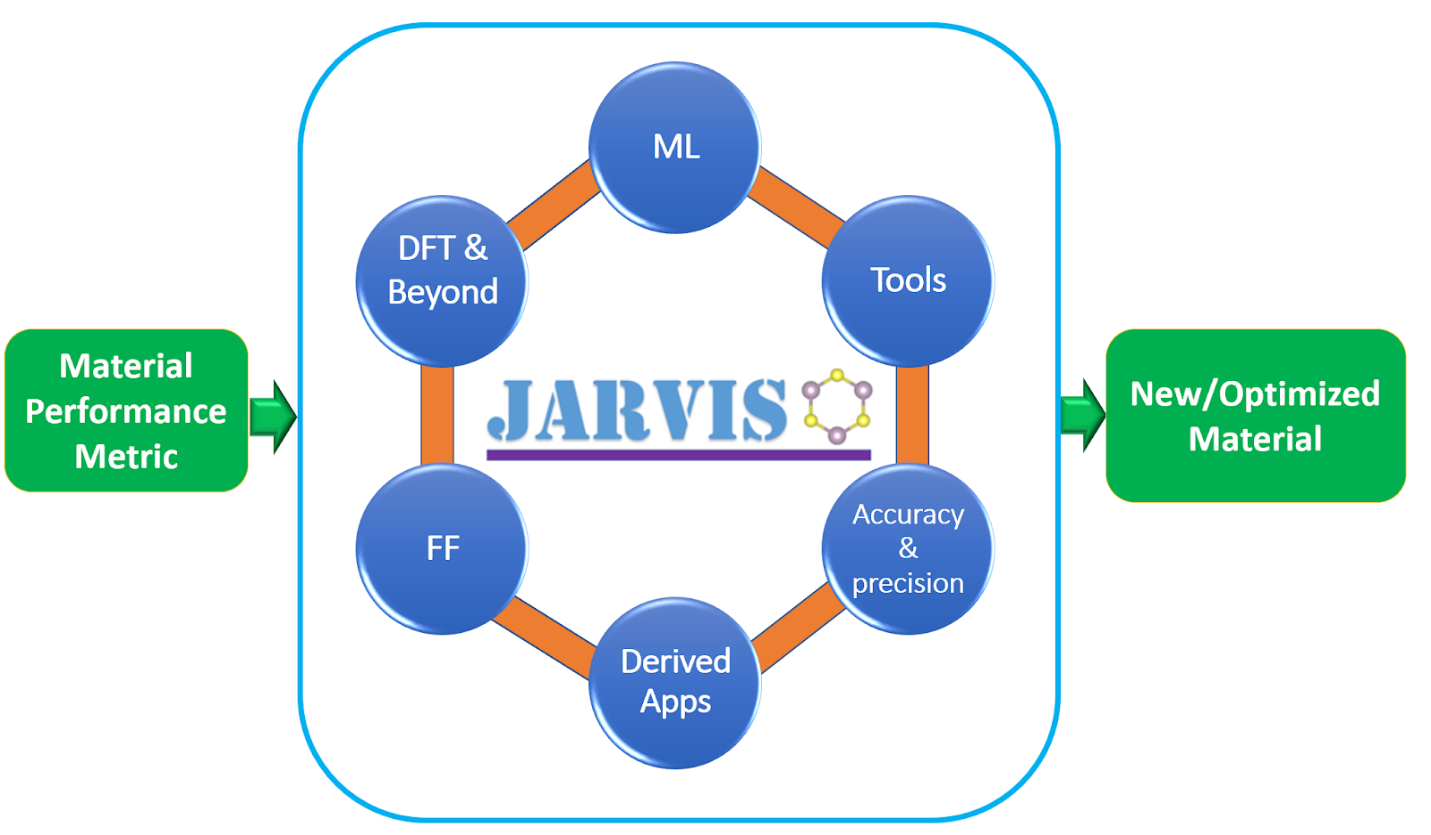 ML
DFT &
Beyond
Tools
Material
Performance
Metric
JARVIS
New/Optimized
Material
FF
Accuracy
&
precision
Derived
Apps